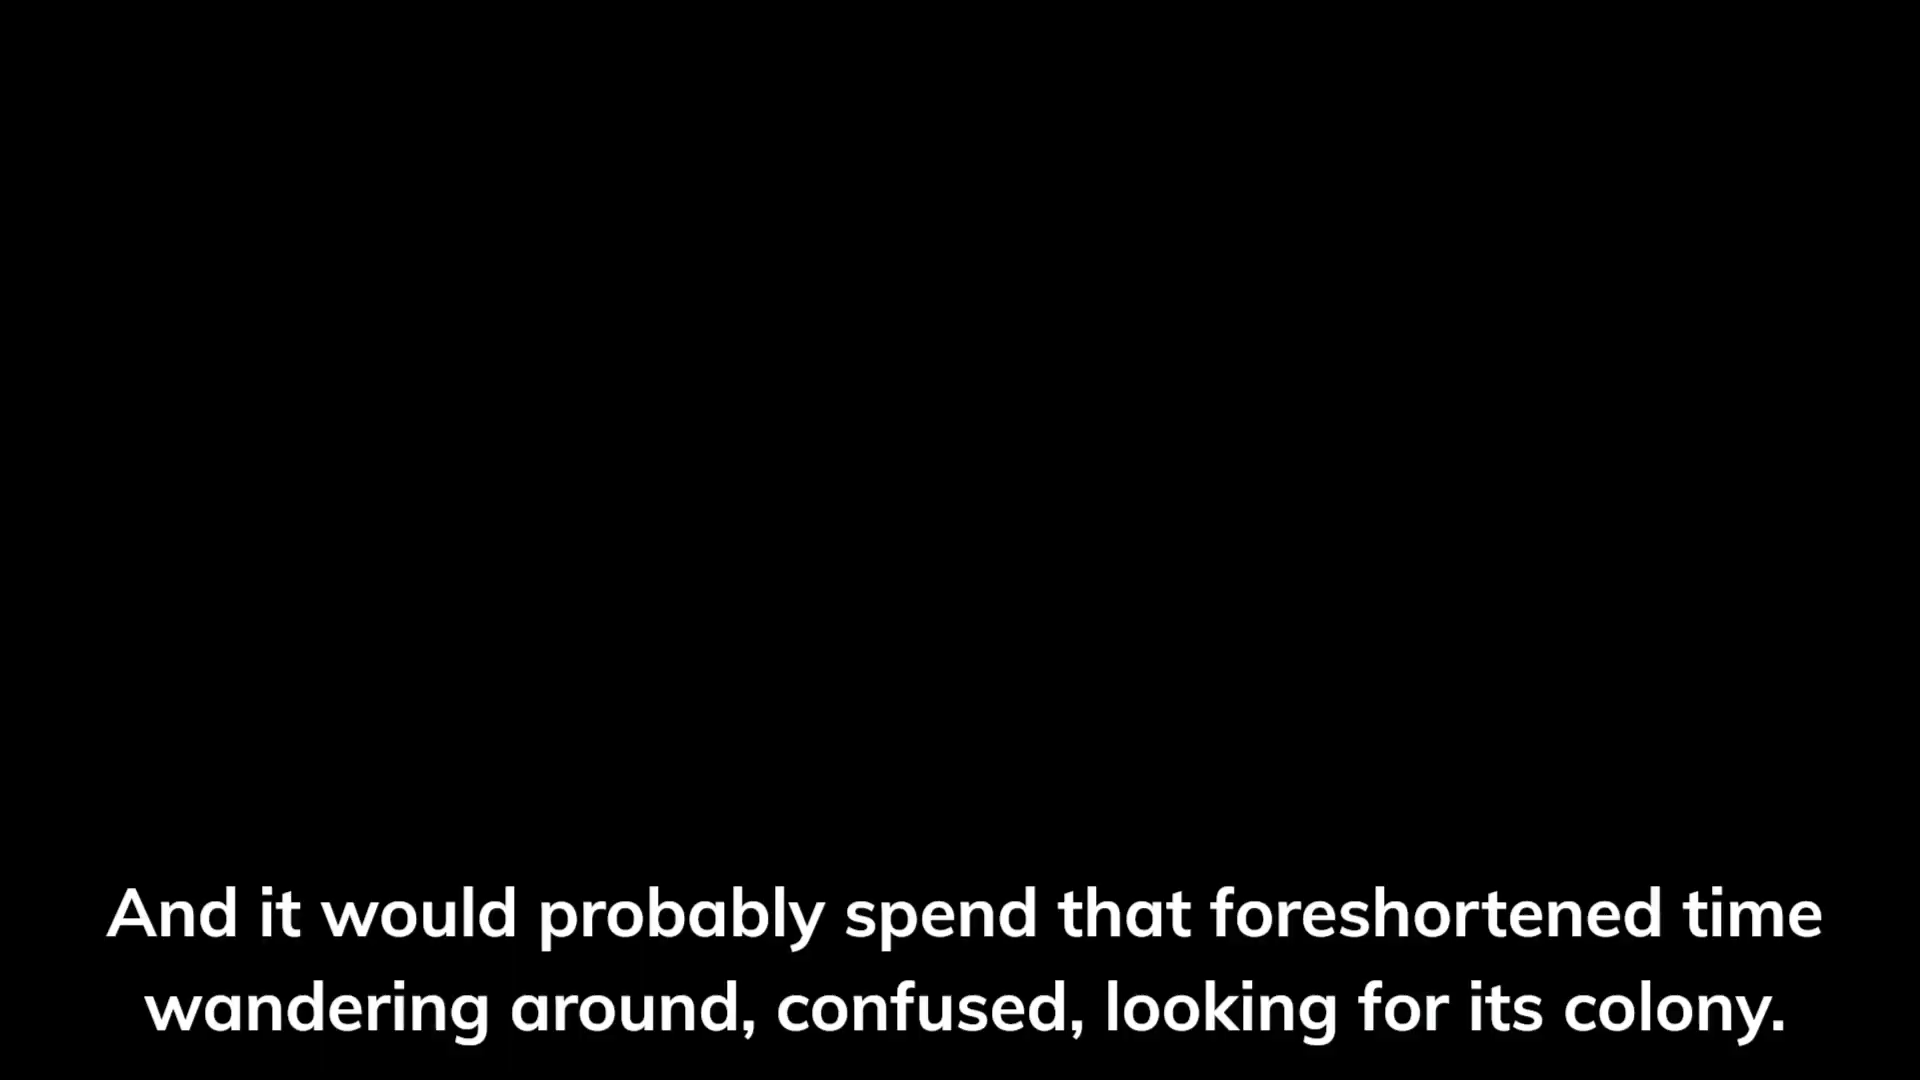 And it would probably spend that foreshortened time
wandering around, confused, looking for its colony.